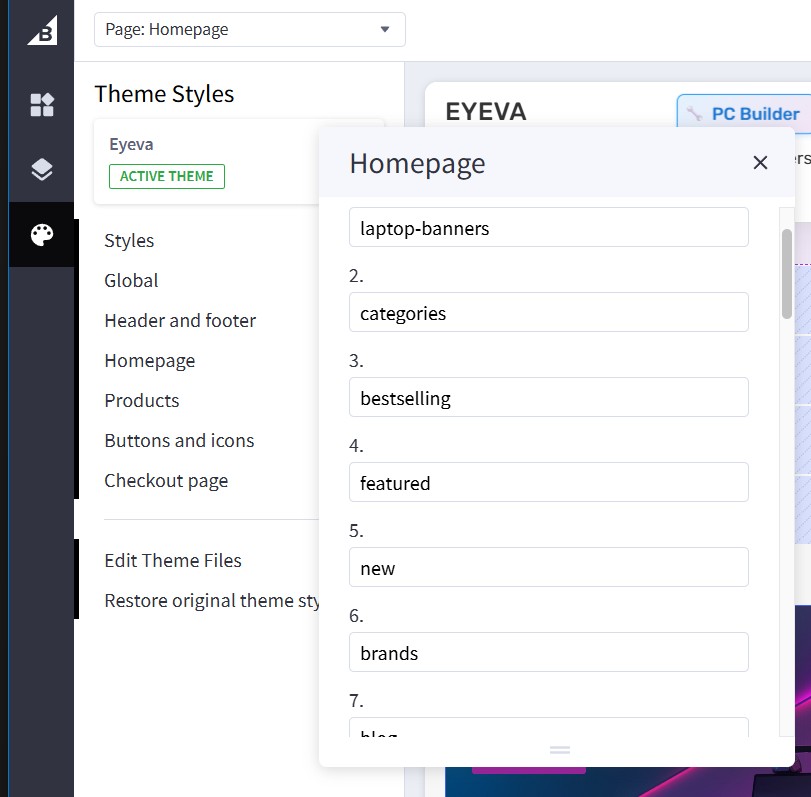 Page: Homepage
Theme Styles
Eyeva
ACTIVE THEME
Styles
Global
Header and footer
Homepage
Products
Buttons and icons
Checkout page
Edit Theme Files
Restore original theme sty
EYEVA
PC Builder
ers
Homepage
laptop-banners
2.
categories
3.
bestselling
4.
featured
5.
new
6.
brands
7.
blog